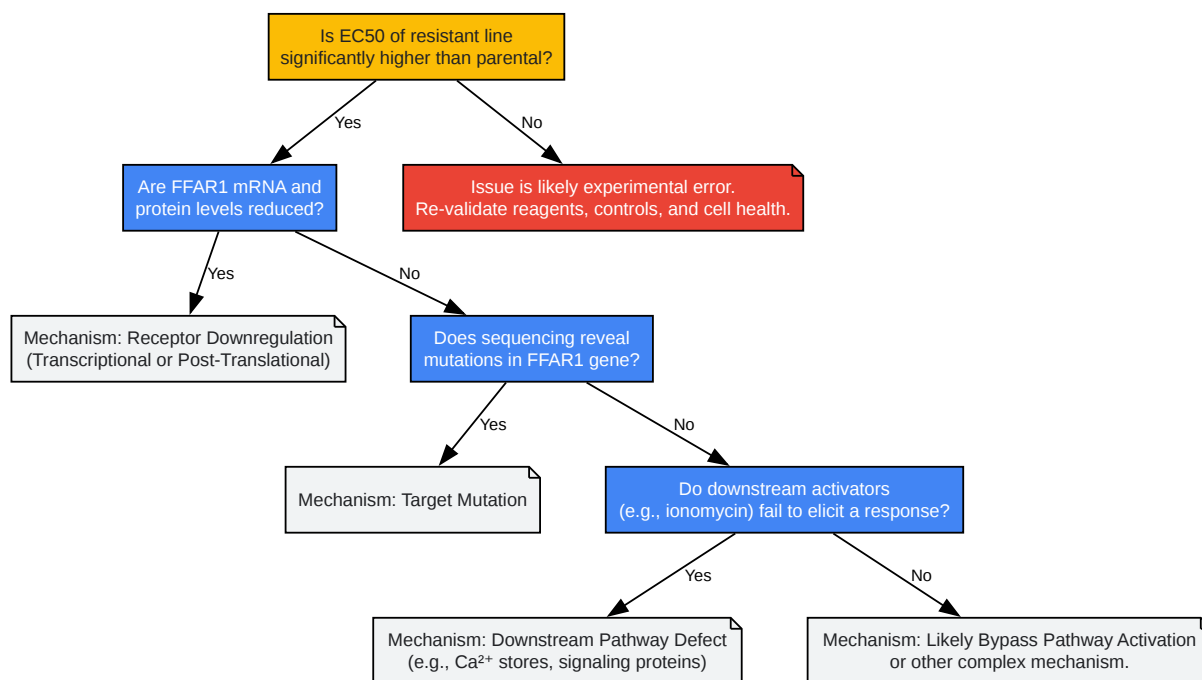 Is EC50 of resistant line
significantly higher than parental?
Yes
No
Are FFAR1 mRNA and
protein levels reduced?
Issue is likely experimental error.
Re-validate reagents, controls, and cell health.
Yes
No
Mechanism: Receptor Downregulation
(Transcriptional or Post-Translational)
Does sequencing reveal
mutations in FFAR1 gene?
Yes
No
Mechanism: Target Mutation
Do downstream activators
(e.g., ionomycin) fail to elicit a response?
Yes
No
Mechanism: Downstream Pathway Defect
(e.g., Ca²⁺ stores, signaling proteins)
Mechanism: Likely Bypass Pathway Activation
or other complex mechanism.